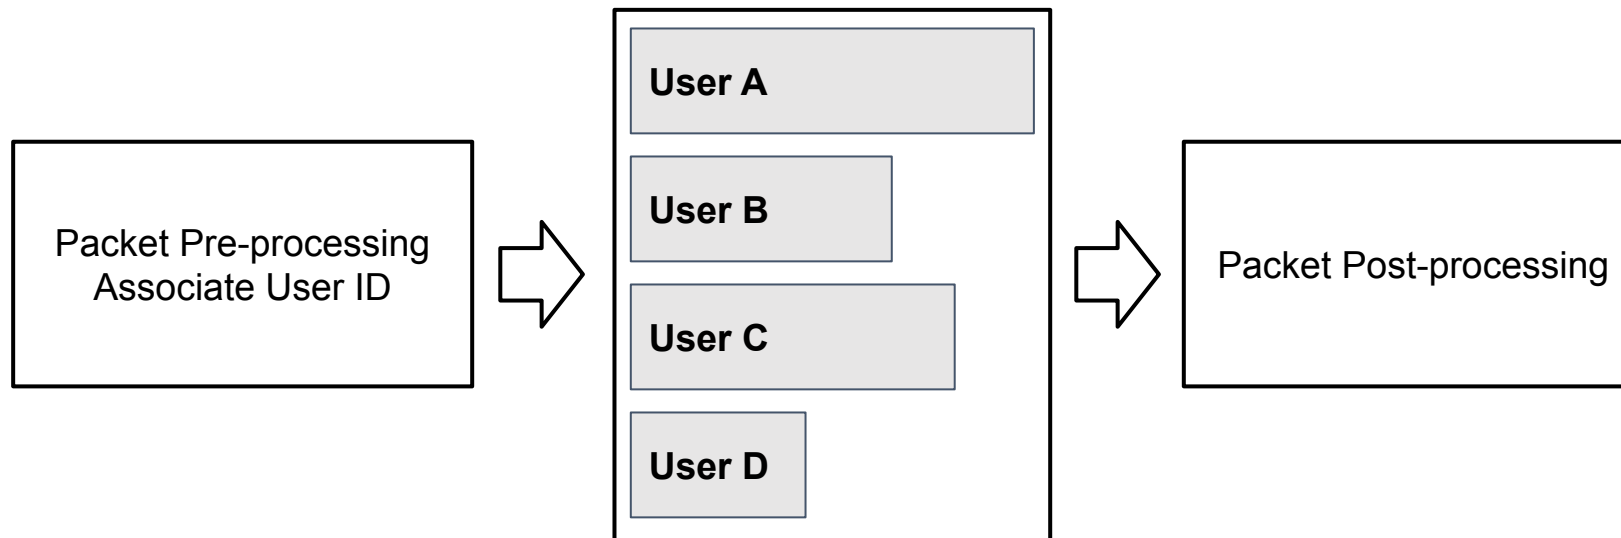 Packet Pre-processing
Associate User ID
User A
User B
User C
User D
Packet Post-processing